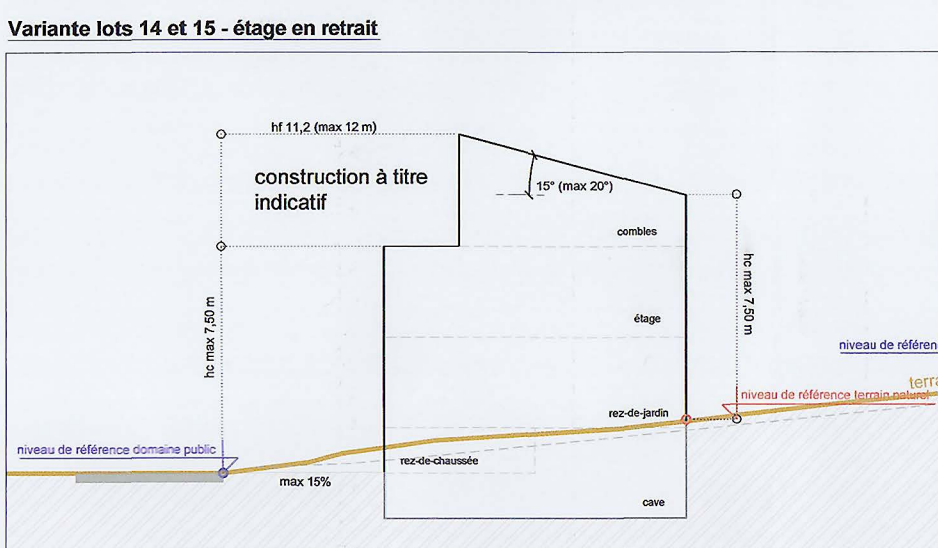 Variante lots 14 et 15 - étage en retrait
hf 11,2 (max 12 m)
construction à titre
indicatif
15° (max 20°)
combles
hc max 7,50 m
hc max 7,50 m
étage
niveau de référen
terra
niveau de référence terrain naturel
rez-de-jardin
niveau de référence domaine public
rez-de-chaussée
max 15%
cave